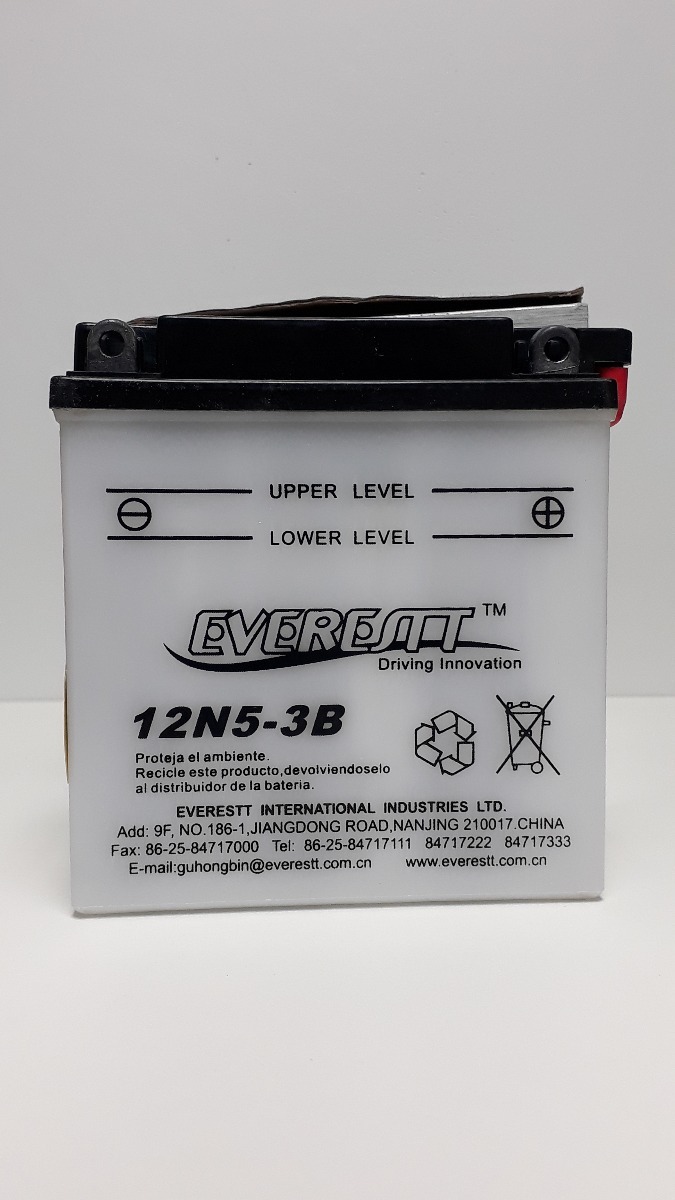 UPPER LEVEL
LOWER LEVEL
EVERESTT™
Driving Innovation
12N5-3B
Proteja el ambiente.
Recicle este producto,devolviendoselo
al distribuidor de la bateria.
EVERESTT INTERNATIONAL INDUSTRIES LTD.
Add: 9F, NO.186-1,JIANGDONG ROAD,NANJING 210017.CHINA
Fax: 86-25-84717000 Tel: 86-25-84717111 84717222 84717333
E-mail:guhongbin@everestt.com.cn www.everestt.com.cn